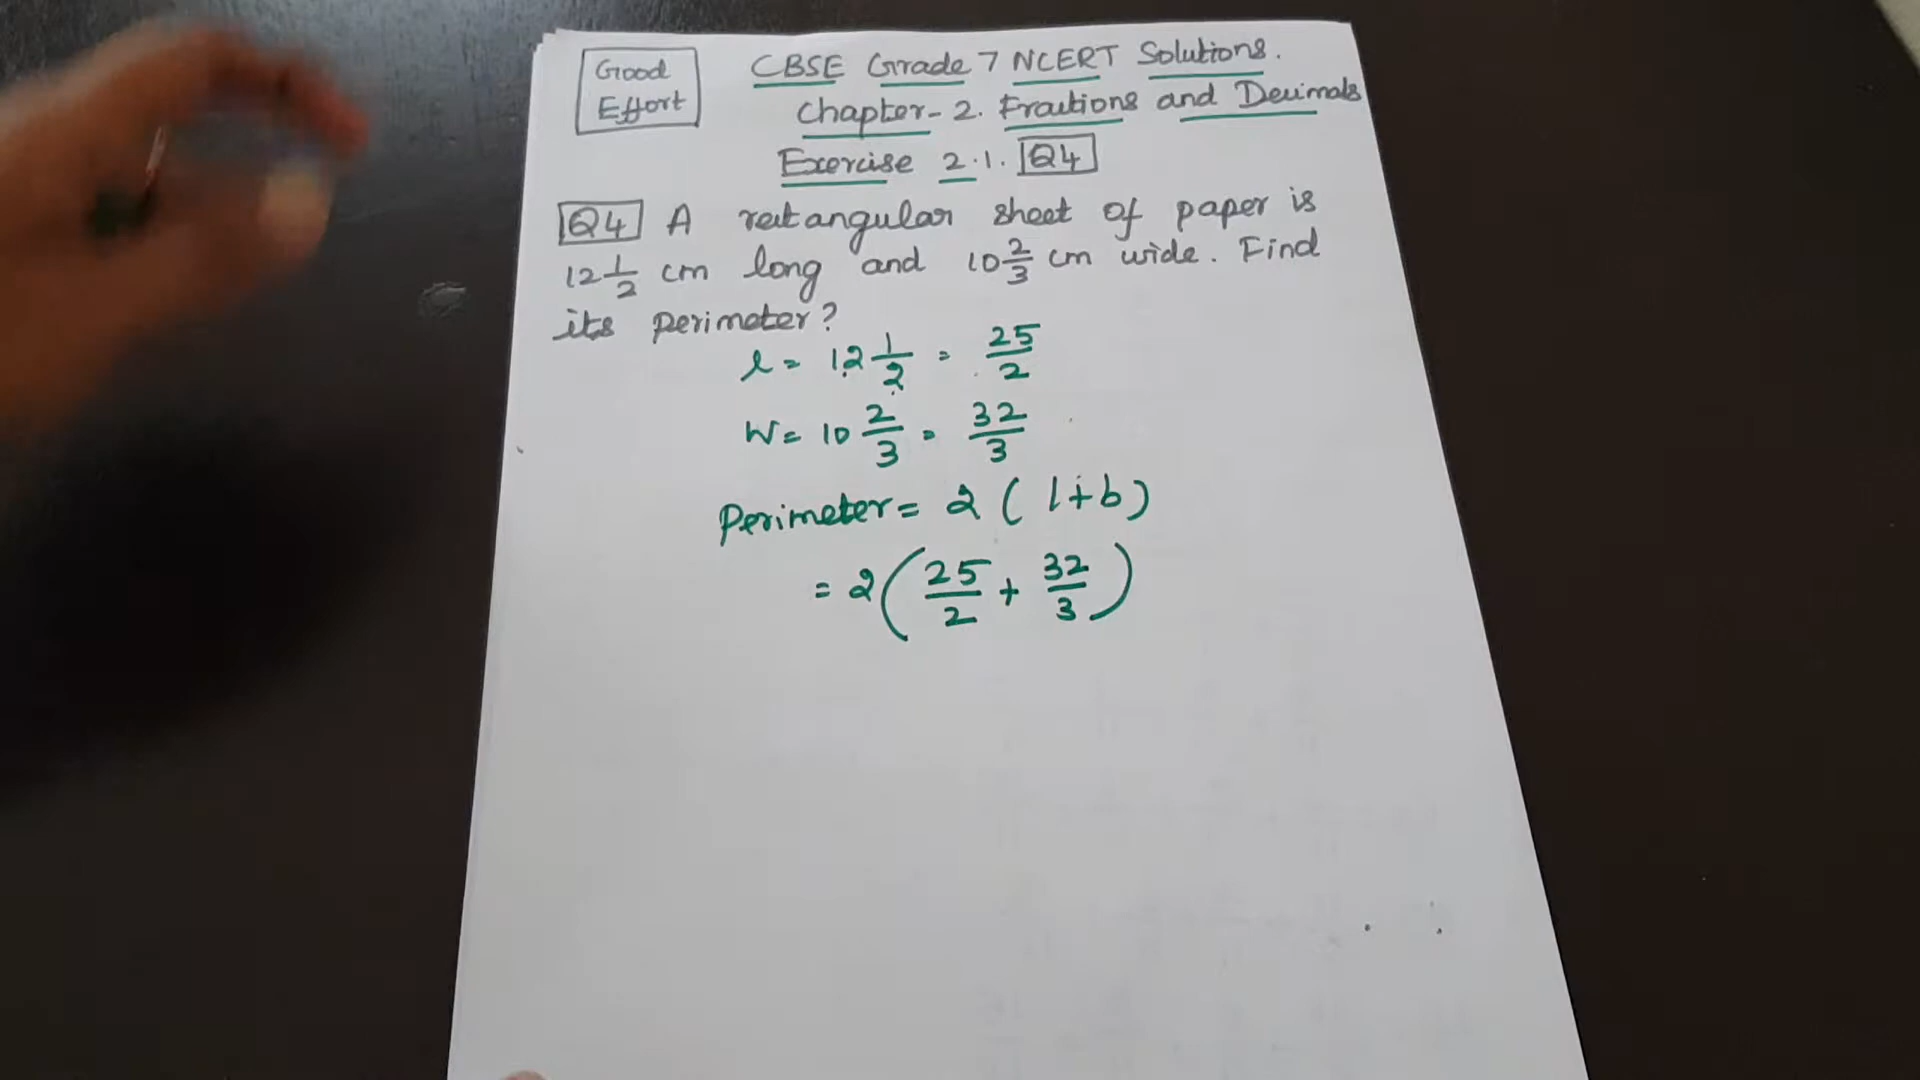 Good
Effort
CBSE Grade 7 NCERT Solutions.
Chapter- 2. Fractions and Decimals
Exercise 2.1. Q4
Q4 A rectangular sheet of paper is
12 1/2 cm long and 10 2/3 cm wide. Find
its perimeter?
l = 12 1/2 = 25/2
W = 10 2/3 = 32/3
Perimeter = 2 ( l+b )
= 2 ( 25/2 + 32/3 )